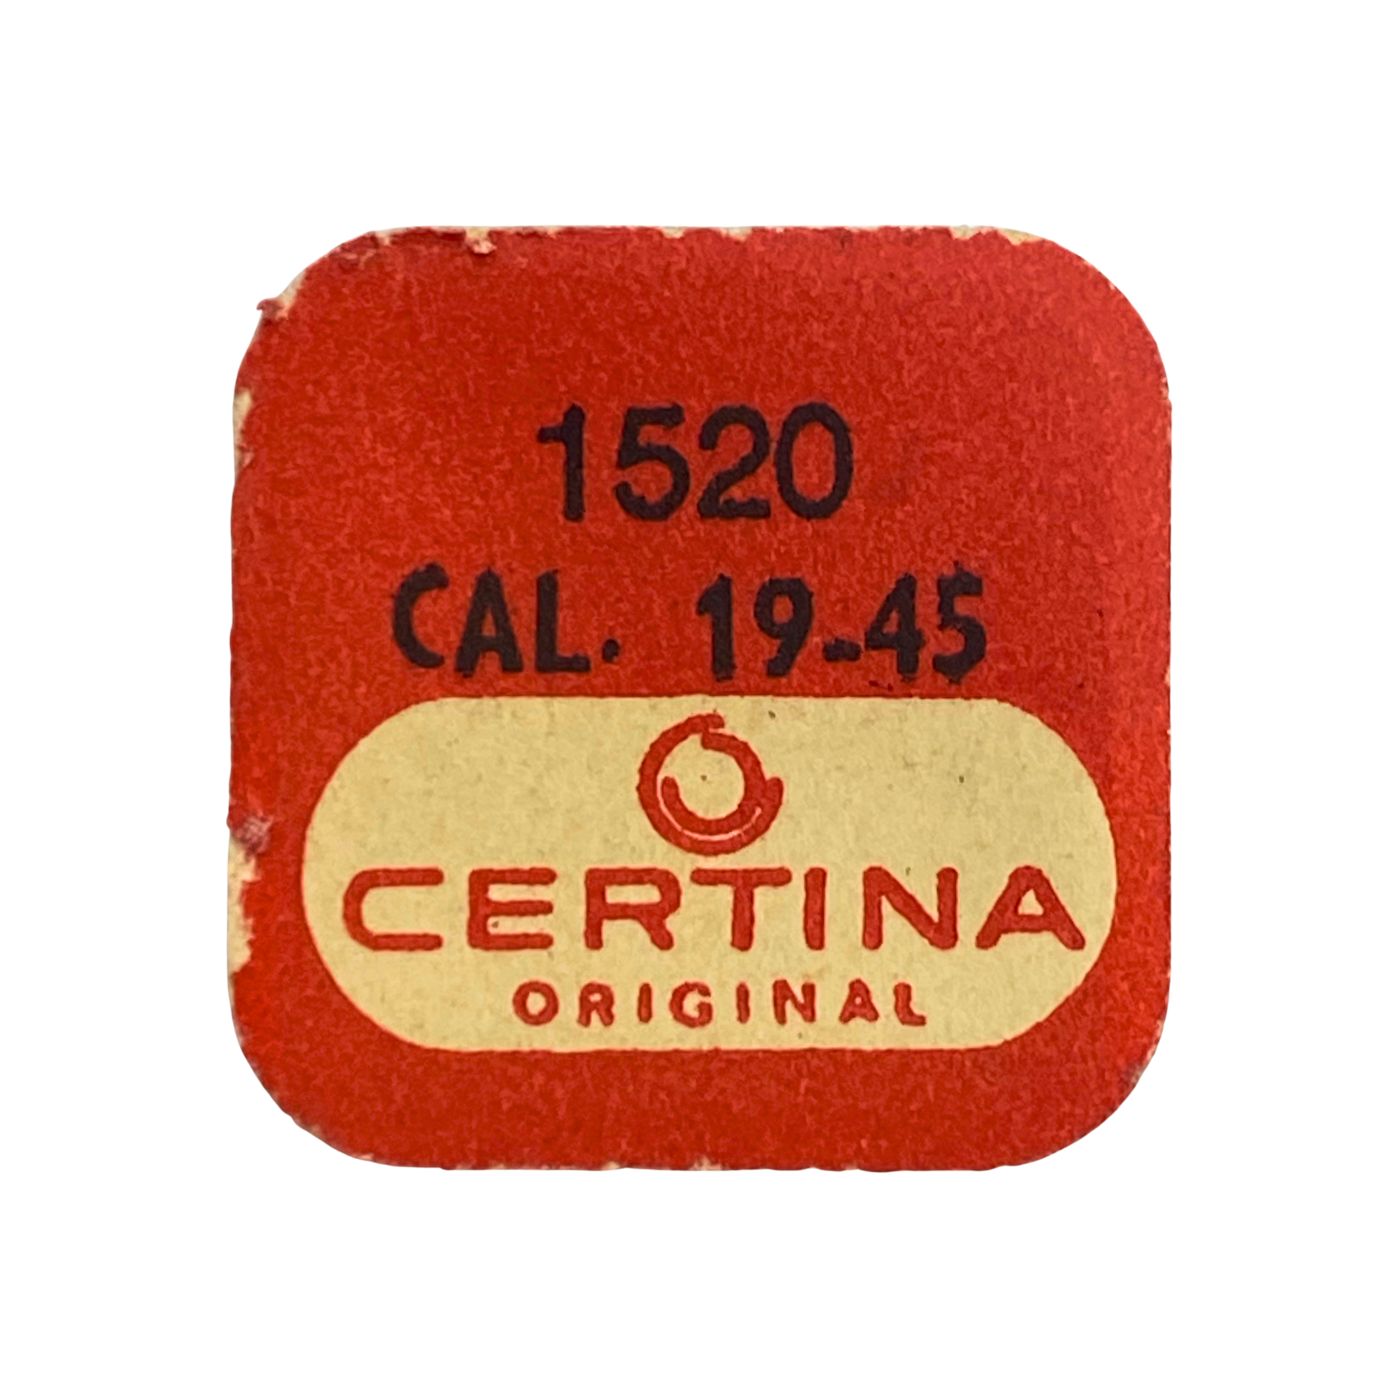 1520
CAL. 19-45
CERTINA
ORIGINAL